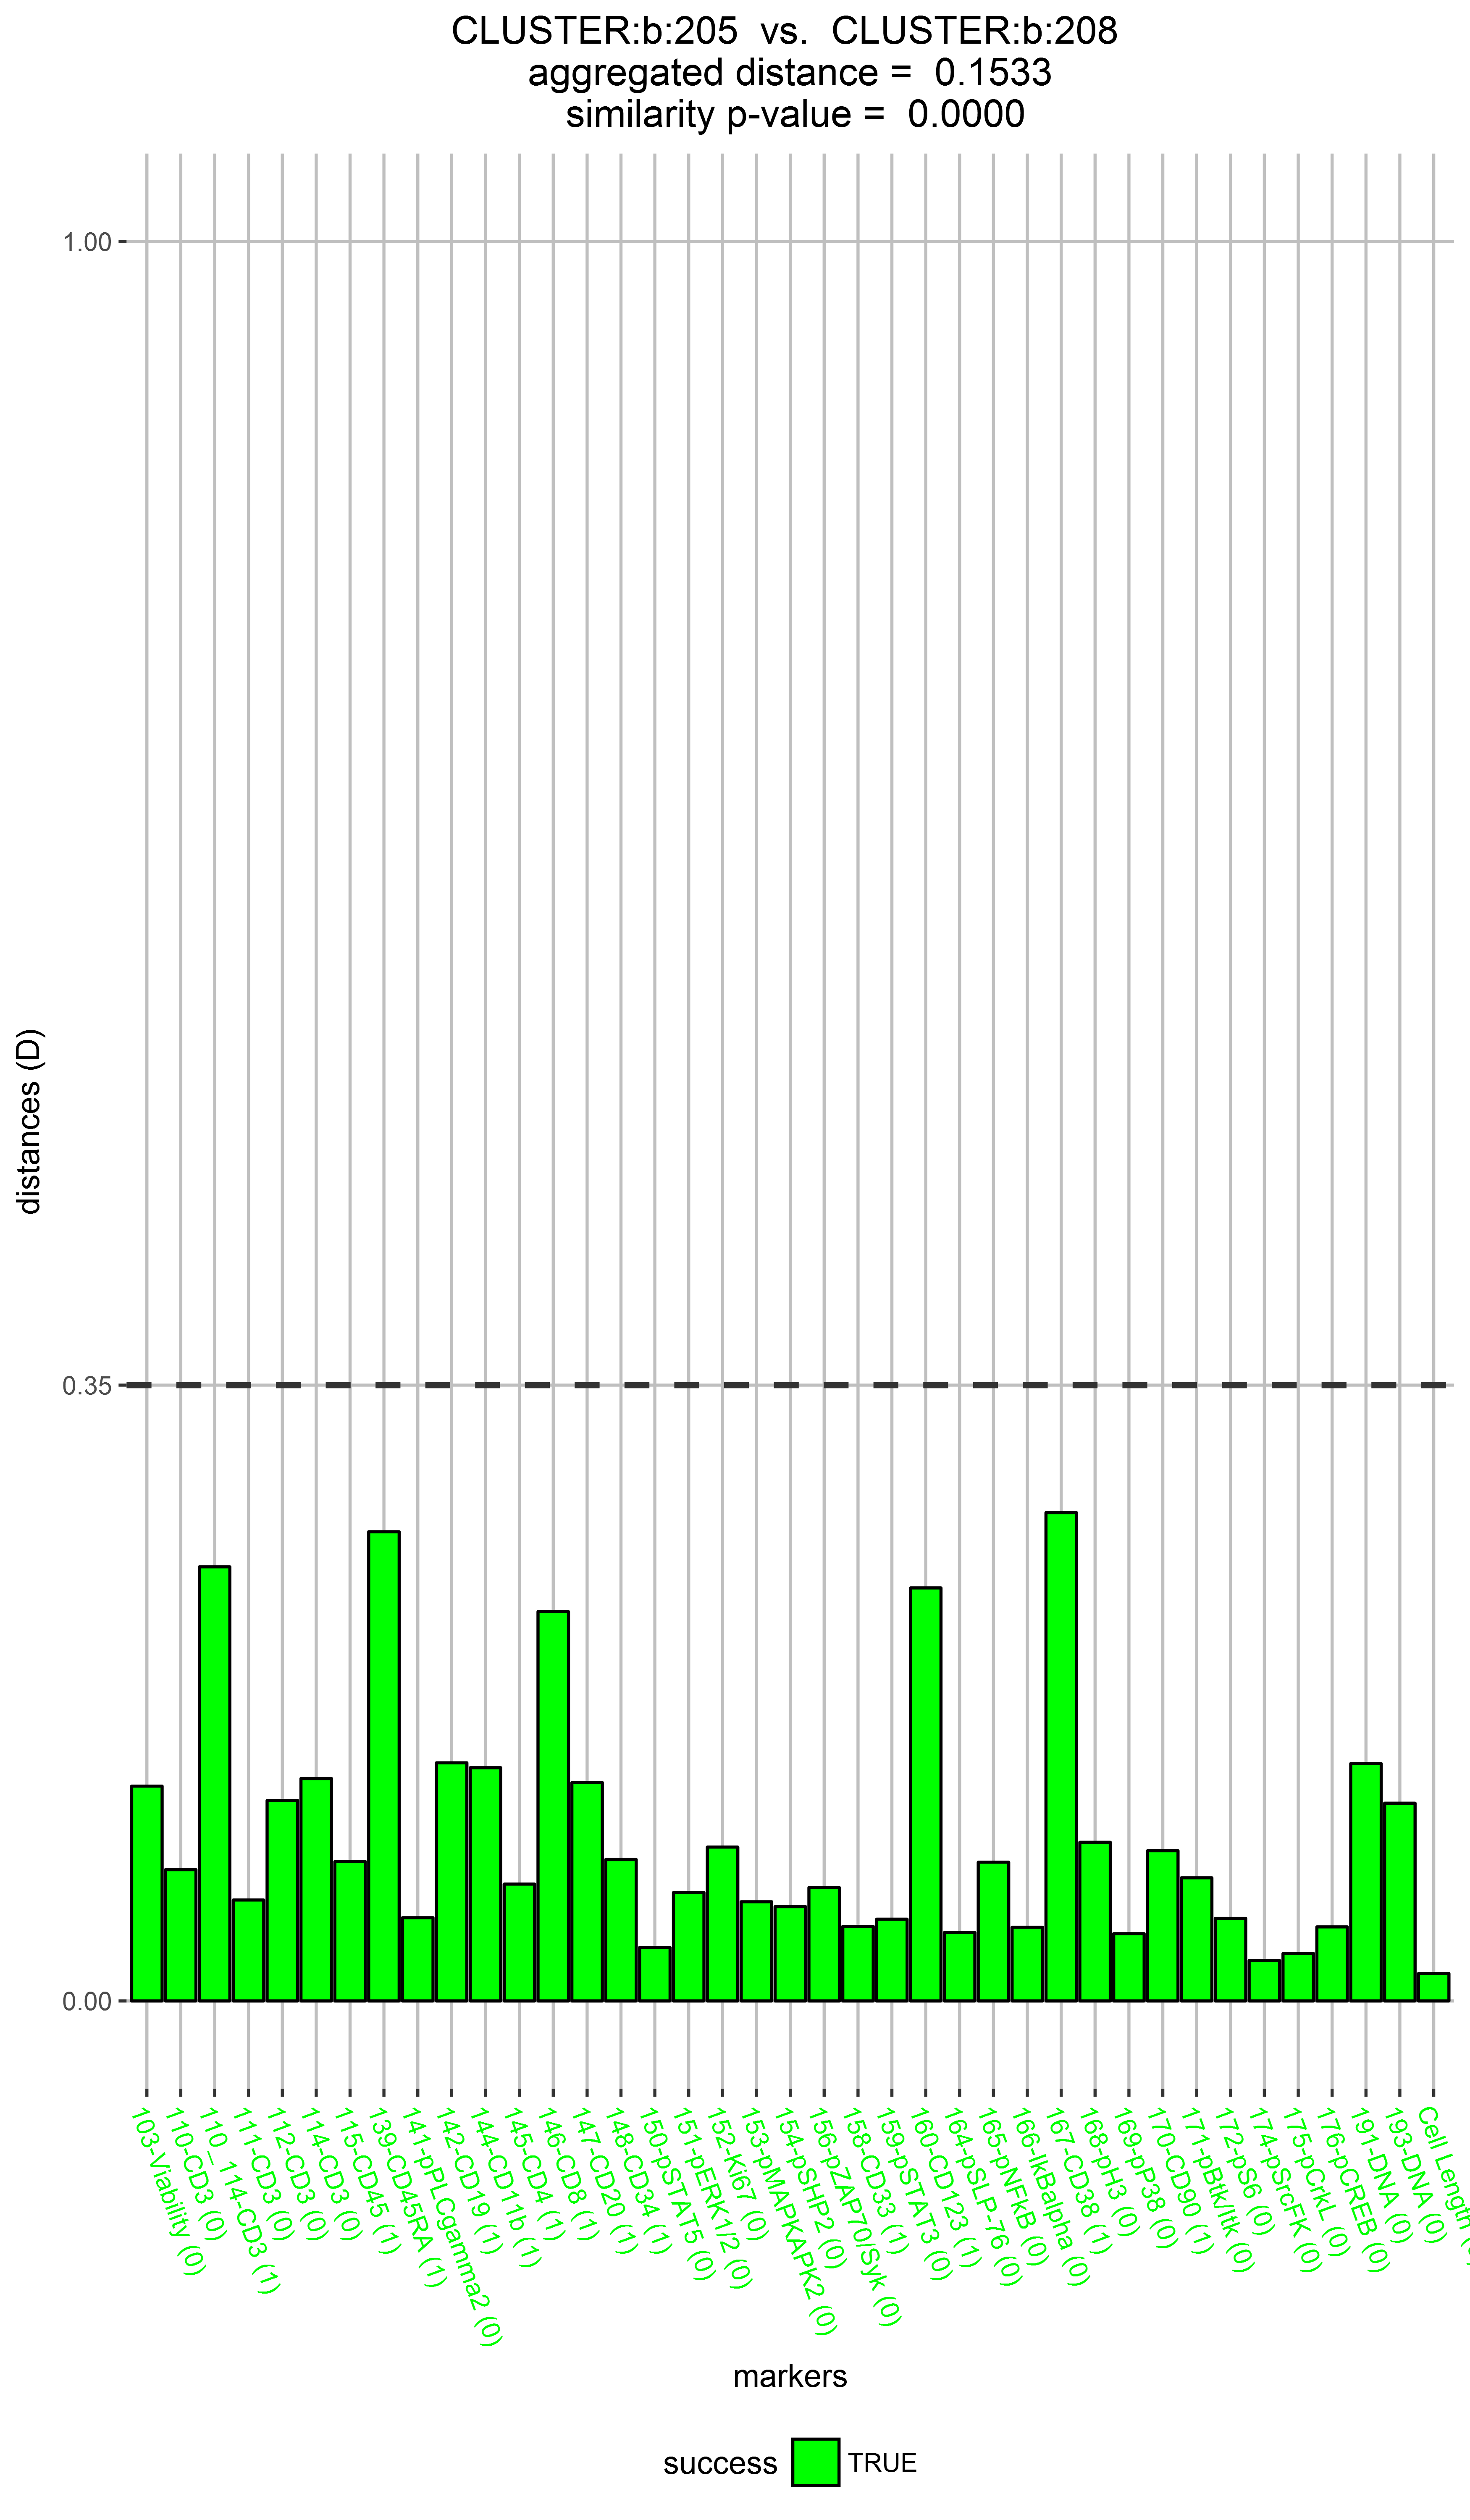 CLUSTER:b:205 vs. CLUSTER:b:208
aggregated distance = 0.1533
similarity p-value = 0.0000
1.00
0.35
0.00
distances (D)
103-Viability (0)
110-CD3 (0)
110_114-CD3 (1)
111-CD3 (0)
112-CD3 (0)
114-CD3 (0)
115-CD45 (1)
139-CD45RA (1)
141-pPLCgamma2 (0)
142-CD19 (1)
144-CD11b (1)
145-CD4 (1)
146-CD8 (1)
147-CD20 (1)
148-CD34 (1)
150-pSTAT5 (0)
151-pERK1/2 (0)
152-Ki67 (0)
153-pMAPKAPK2 (0)
154-pSHP2 (0)
156-pZAP70/Syk (0)
158-CD33 (1)
159-pSTAT3 (0)
160-CD123 (1)
164-pSLP-76 (0)
165-pNFkB (0)
166-IkBalpha (0)
167-CD38 (1)
168-pH3 (0)
169-pP38 (0)
170-CD90 (1)
171-pBtk/Itk (0)
172-pS6 (0)
174-pSrcFK (0)
175-pCrkL (0)
176-pCREB (0)
191-DNA (0)
193-DNA (0)
Cell Length
markers
success TRUE